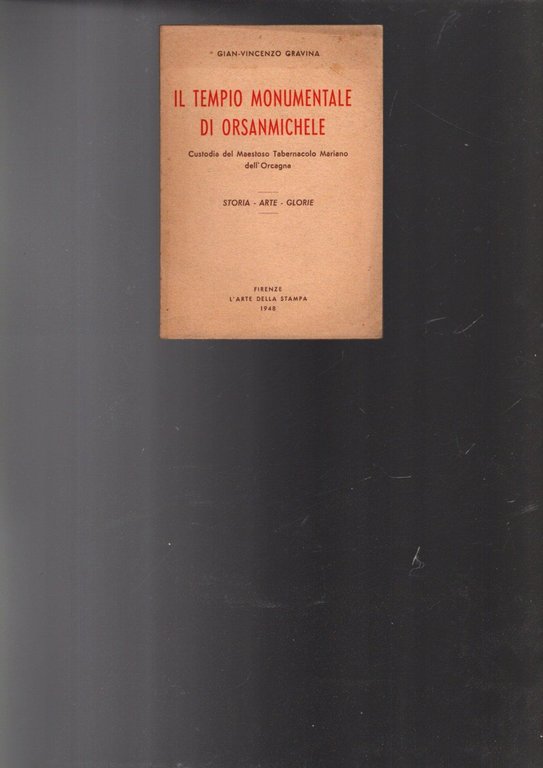 GIAN-VINCENZO GRAVINA
IL TEMPIO MONUMENTALE
DI ORSANMICHELE
Custodia del Maestoso Tabernacolo Mariano
dell'Orcagna
STORIA - ARTE - GLORIE
FIRENZE
L'ARTE DELLA STAMPA
1948